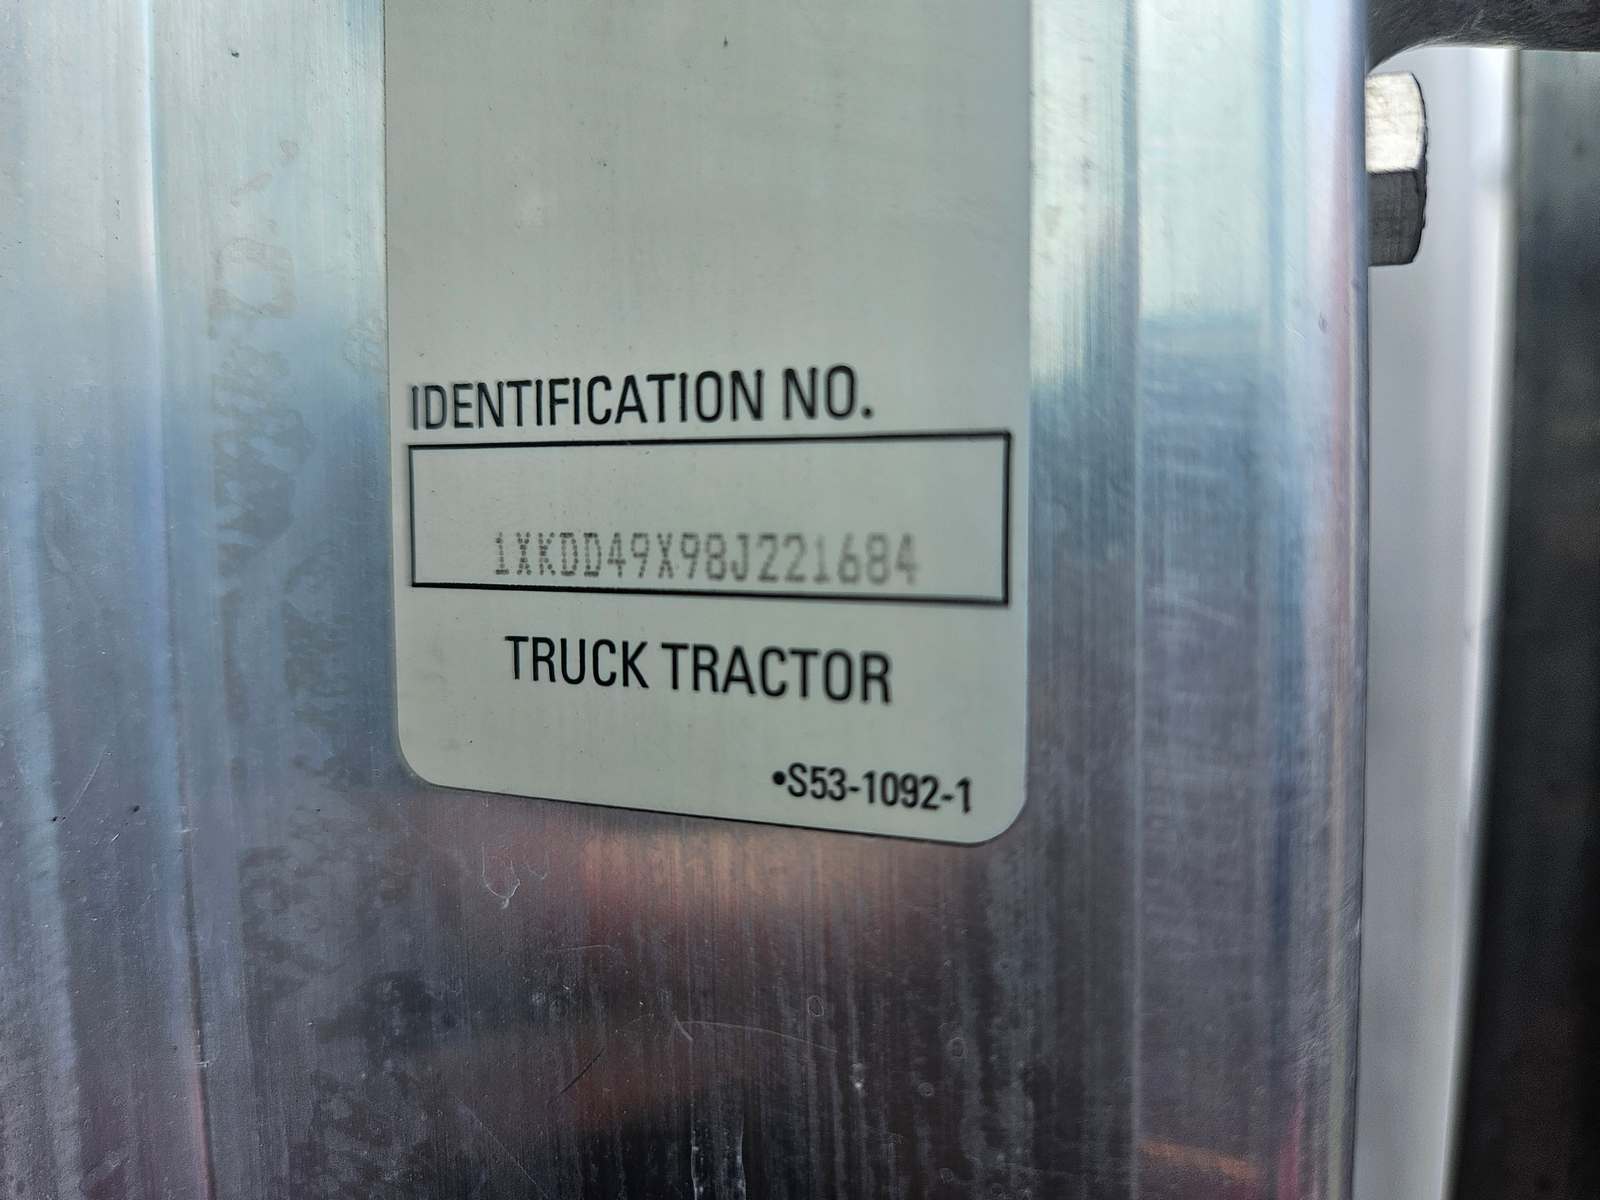 IDENTIFICATION NO.
1XKDD49X98J221684
TRUCK TRACTOR
•S53-1092-1